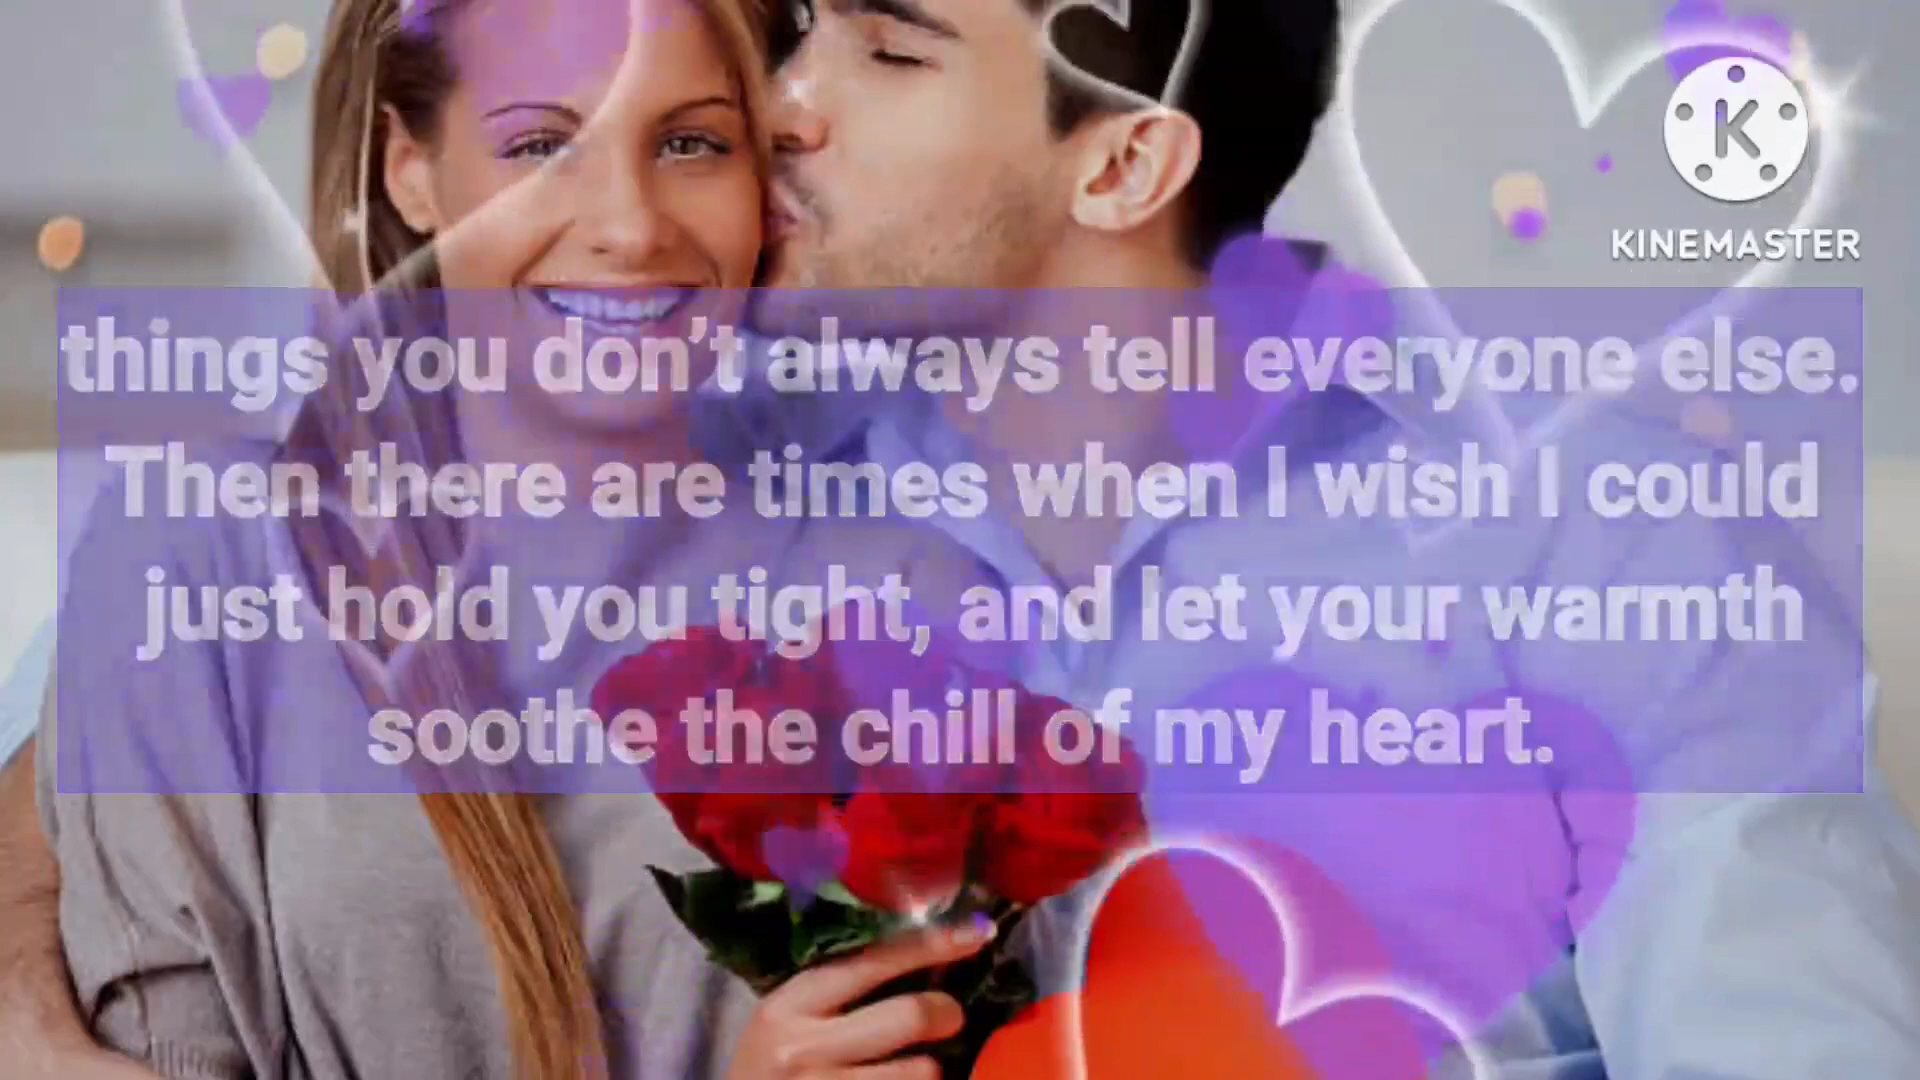 K
KINEMASTER
things you don’t always tell everyone else.
Then there are times when I wish I could
just hold you tight, and let your warmth
soothe the chill of my heart.